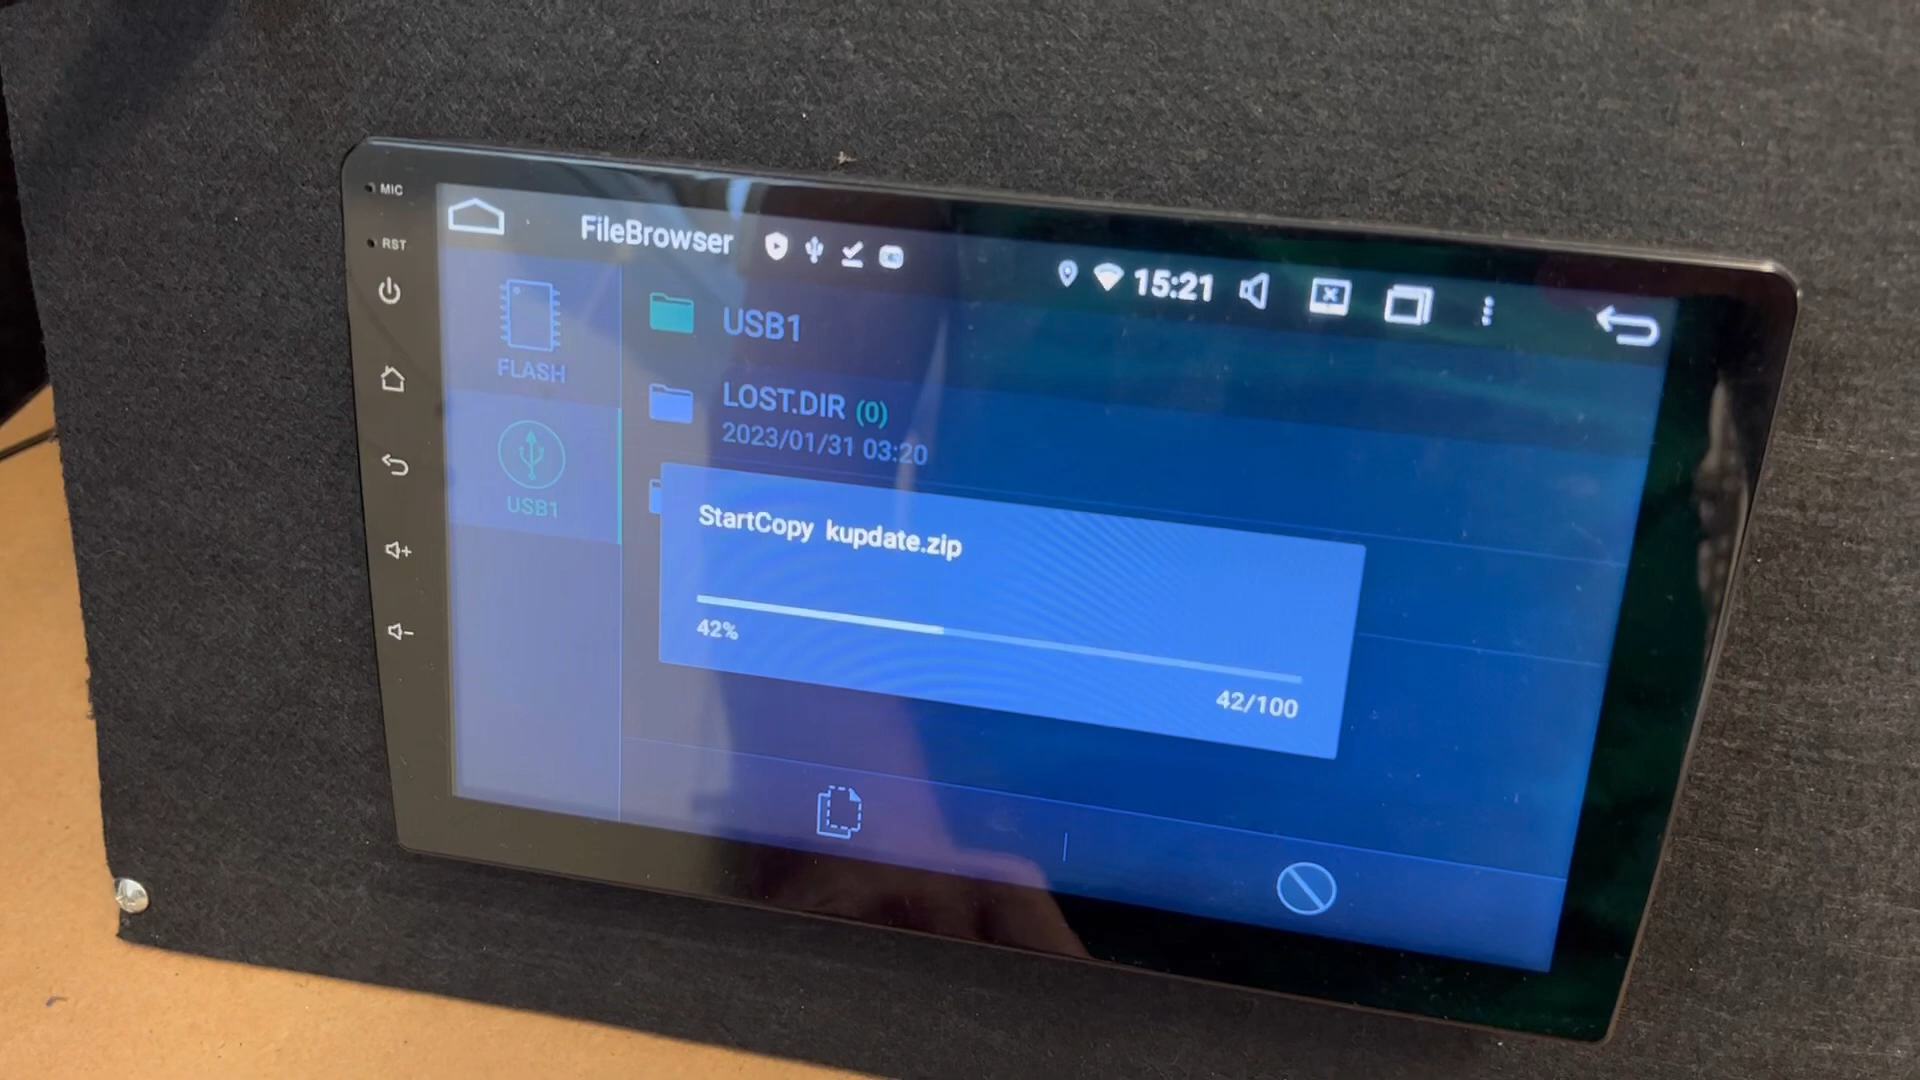 MIC
RST
FileBrowser
15:21
FLASH
USB1
USB1
LOST.DIR (0)
2023/01/31 03:20
StartCopy kupdate.zip
42%
42/100